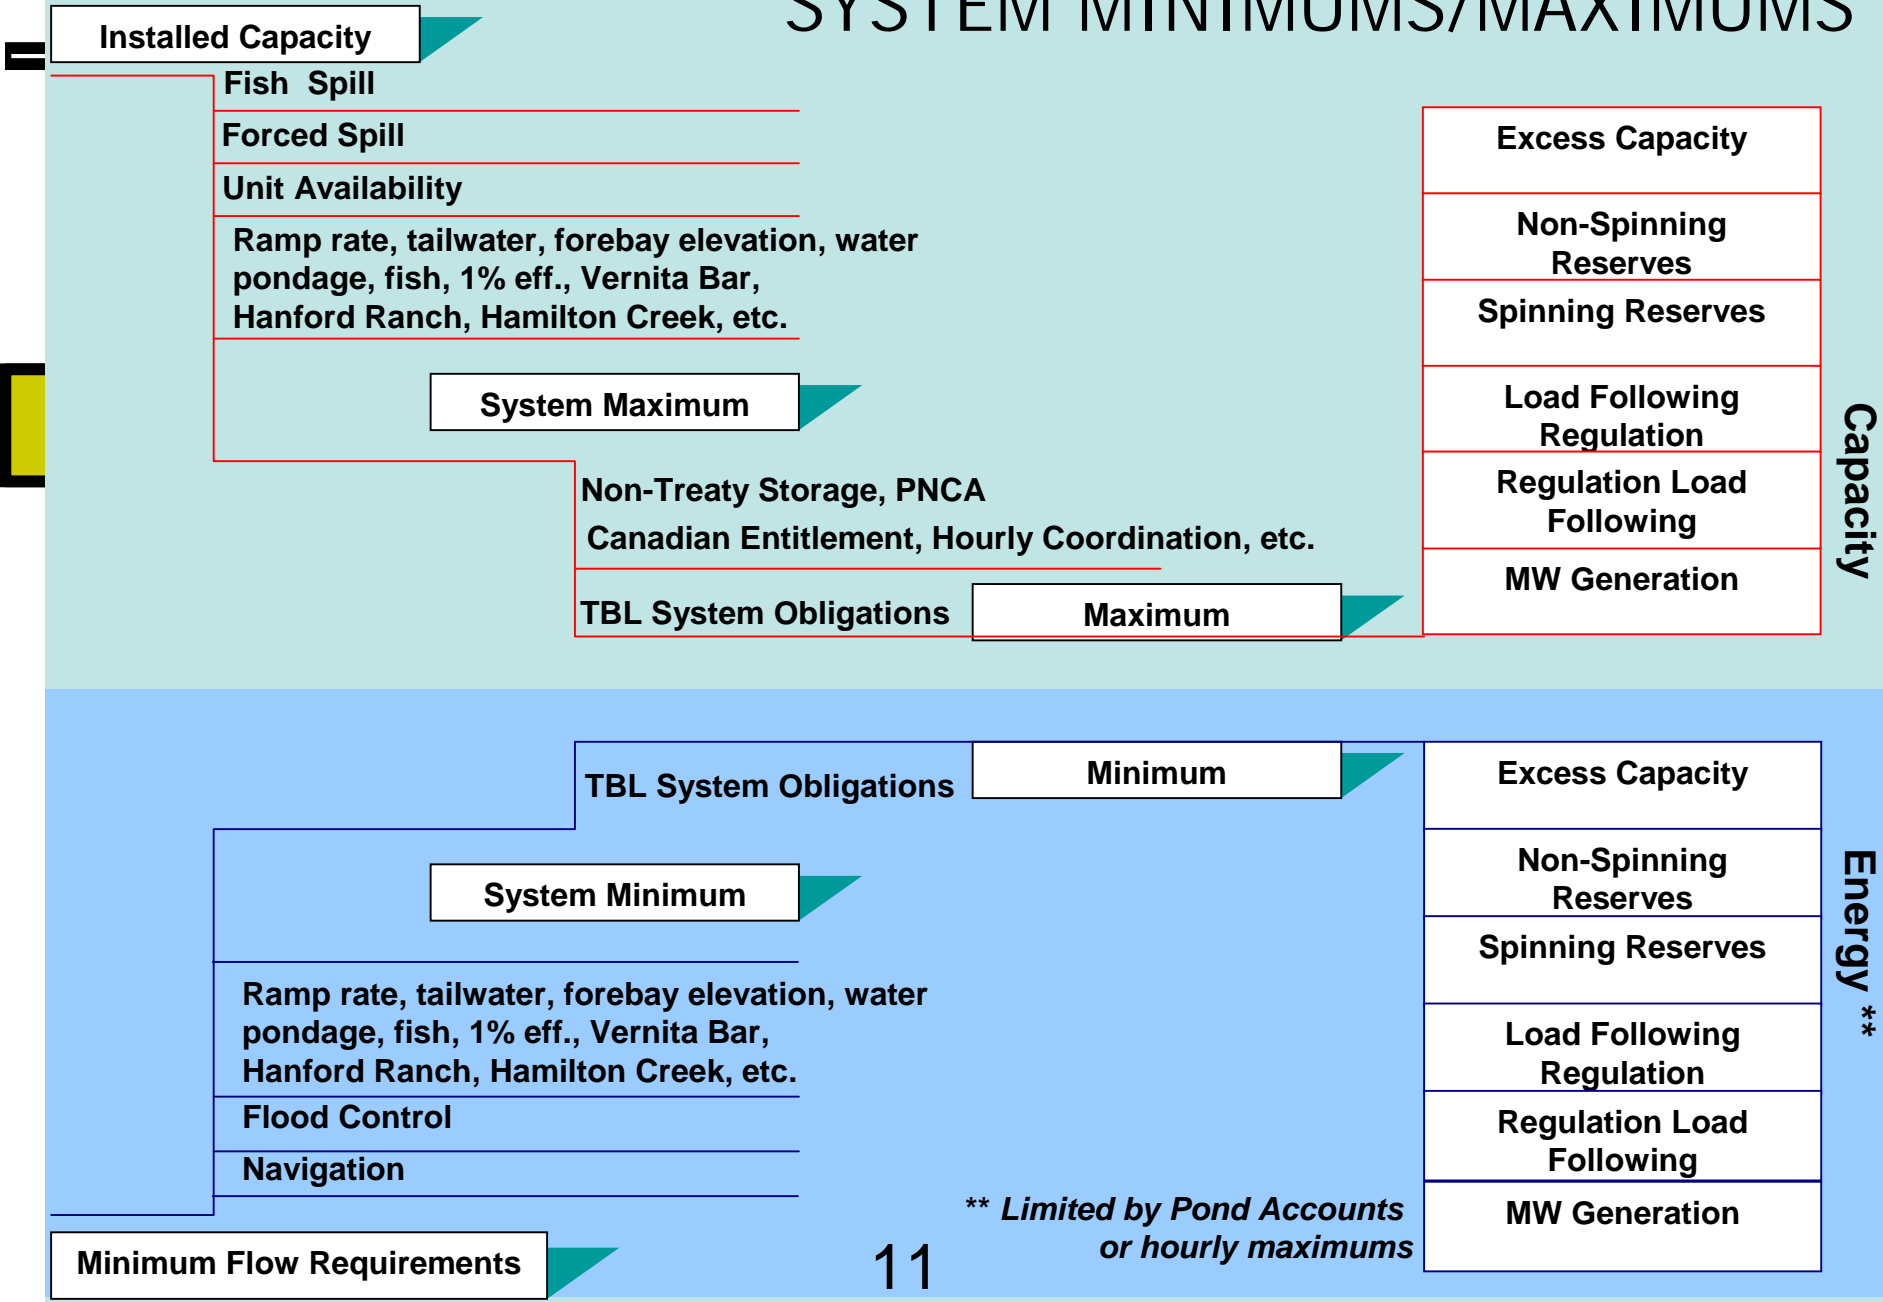 SYSTEM MINIMUMS/MAXIMUMS
Installed Capacity
Fish Spill
Forced Spill
Unit Availability
Ramp rate, tailwater, forebay elevation, water
pondage, fish, 1% eff., Vernita Bar,
Hanford Ranch, Hamilton Creek, etc.
System Maximum
Non-Treaty Storage, PNCA
Canadian Entitlement, Hourly Coordination, etc.
TBL System Obligations
Maximum
Excess Capacity
Non-Spinning
Reserves
Spinning Reserves
Load Following
Regulation
Regulation Load
Following
MW Generation
Capacity
TBL System Obligations
Minimum
System Minimum
Ramp rate, tailwater, forebay elevation, water
pondage, fish, 1% eff., Vernita Bar,
Hanford Ranch, Hamilton Creek, etc.
Flood Control
Navigation
Minimum Flow Requirements
Excess Capacity
Non-Spinning
Reserves
Spinning Reserves
Load Following
Regulation
Regulation Load
Following
MW Generation
Energy **
** Limited by Pond Accounts
or hourly maximums
11